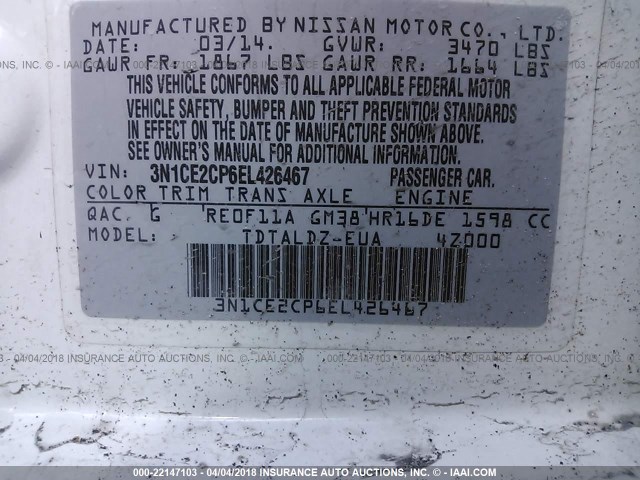 MANUFACTURED BY NISSAN MOTOR CO., LTD.
DATE: 03/14. GVWR: 3470 LBS
GAWR FR: 1867 LBS GAWR RR: 1664 LBS
THIS VEHICLE CONFORMS TO ALL APPLICABLE FEDERAL MOTOR
VEHICLE SAFETY, BUMPER AND THEFT PREVENTION STANDARDS
IN EFFECT ON THE DATE OF MANUFACTURE SHOWN ABOVE.
SEE OWNER'S MANUAL FOR ADDITIONAL INFORMATION.
VIN: 3N1CE2CP6EL426467 PASSENGER CAR.
COLOR TRIM TRANS AXLE ENGINE
QAC G RE0F11A GM38 HR16DE 1598 CC
MODEL: TDTALDZ-EUA 4Z000
3N1CE2CP6EL426467
000-22147103 - 04/04/2018 INSURANCE AUTO AUCTIONS INC. - © - IAAI.COM